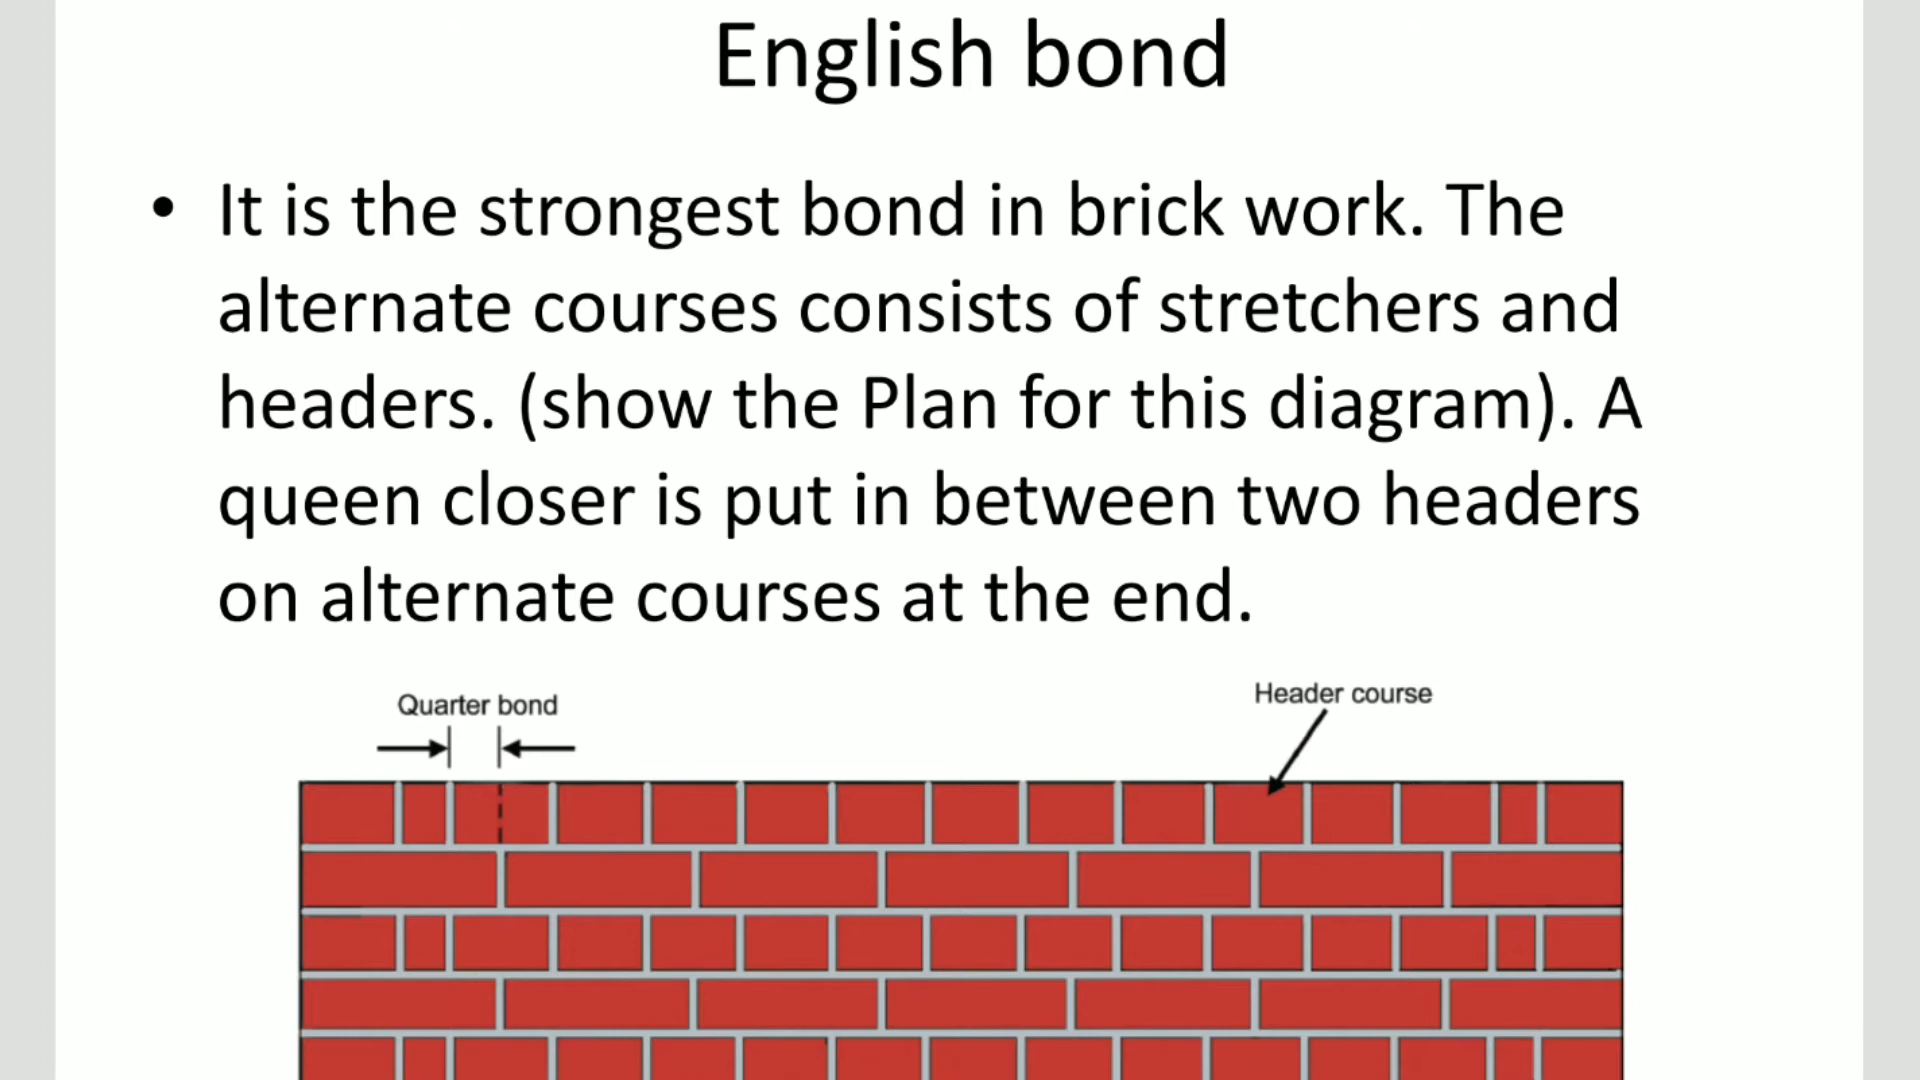 English bond
• It is the strongest bond in brick work. The
alternate courses consists of stretchers and
headers. (show the Plan for this diagram). A
queen closer is put in between two headers
on alternate courses at the end.
Quarter bond
Header course